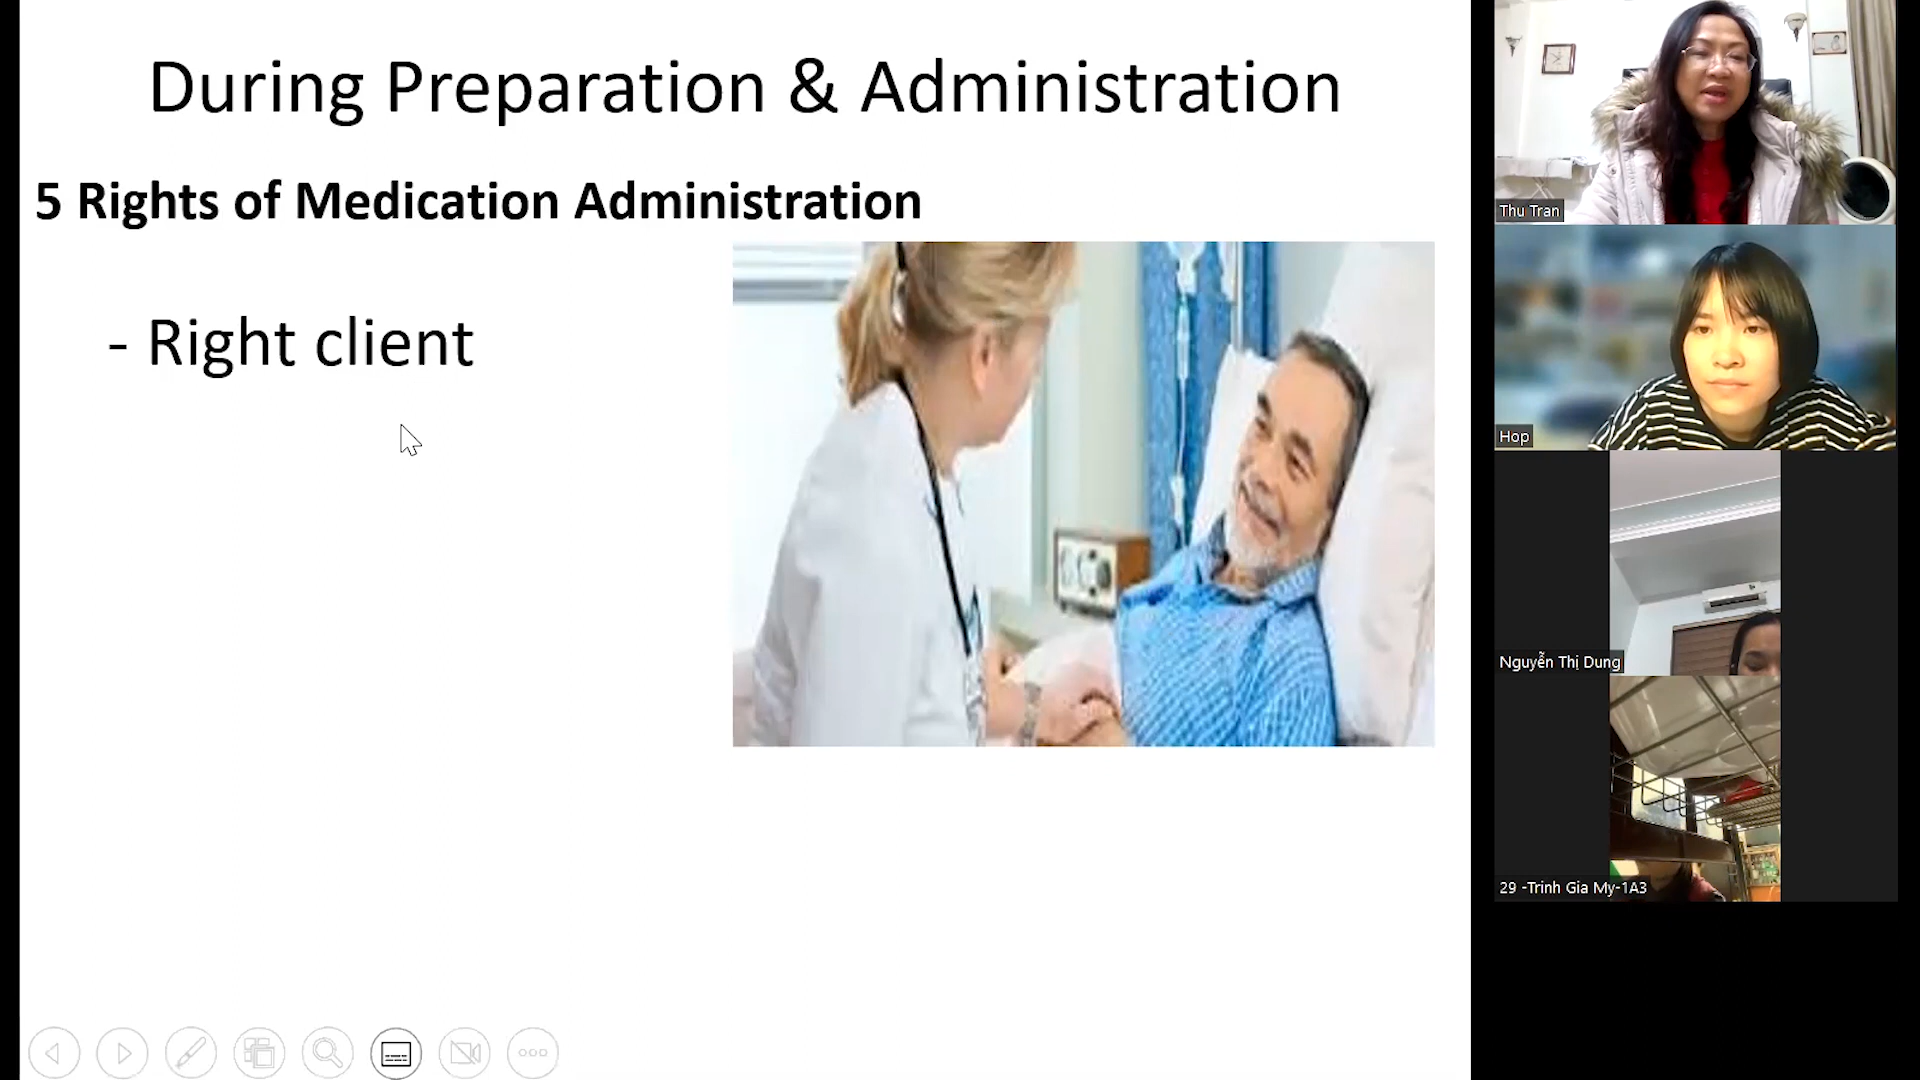 During Preparation & Administration
5 Rights of Medication Administration
- Right client
Thu Tran
Hop
Nguyễn Thị Dung
29 -Trinh Gia My-1A3